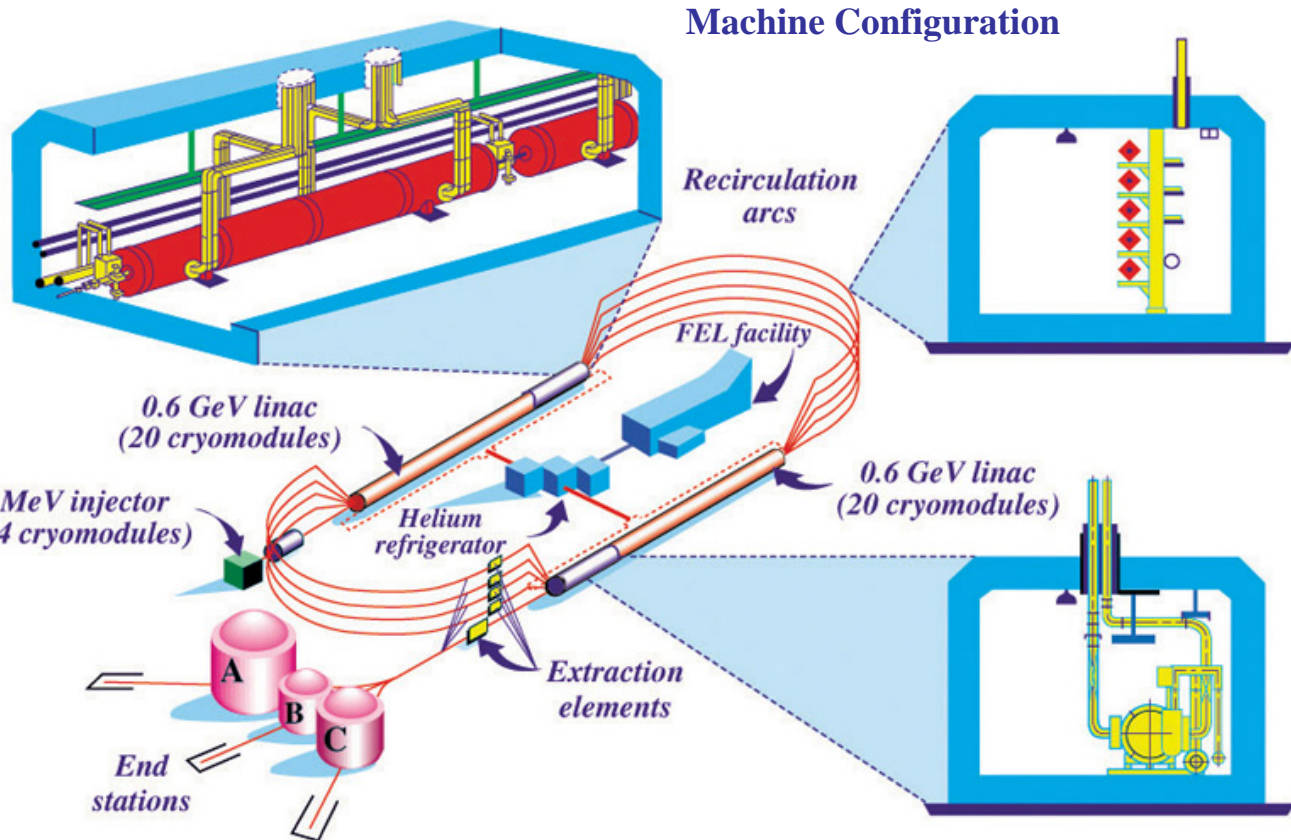 Machine Configuration
Recirculation
arcs
FEL facility
0.6 GeV linac
(20 cryomodules)
0.6 GeV linac
(20 cryomodules)
MeV injector
4 cryomodules)
Helium
refrigerator
Extraction
elements
A
B
C
End
stations